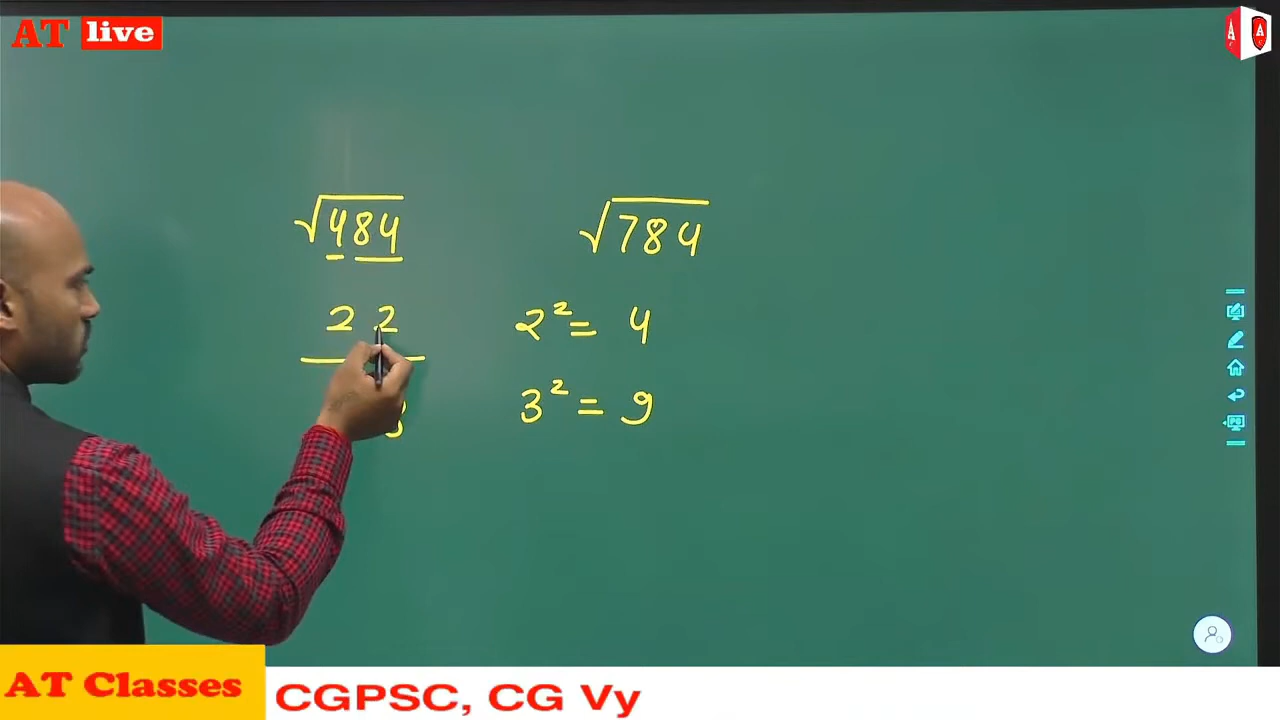 AT live
√484 √784
2 2 2² = 4
3² = 9
AT Classes
CGPSC, CG Vy